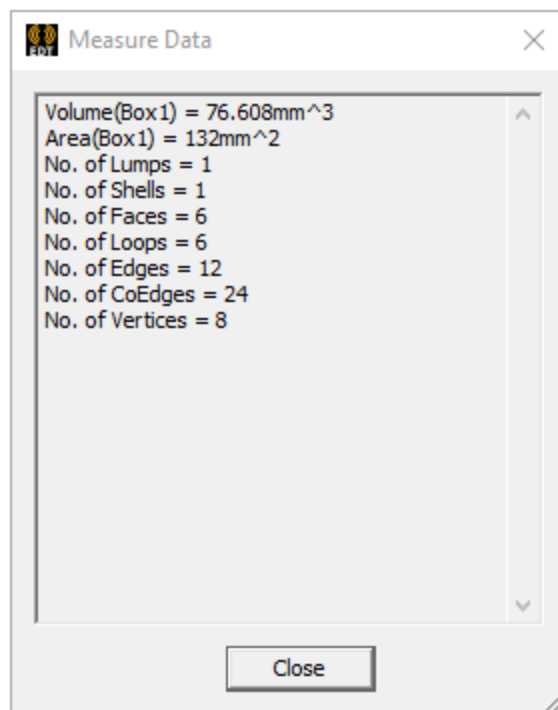 EDT
Measure Data
Volume(Box1) = 76.608mm^3
Area(Box1) = 132mm^2
No. of Lumps = 1
No. of Shells = 1
No. of Faces = 6
No. of Loops = 6
No. of Edges = 12
No. of CoEdges = 24
No. of Vertices = 8
Close